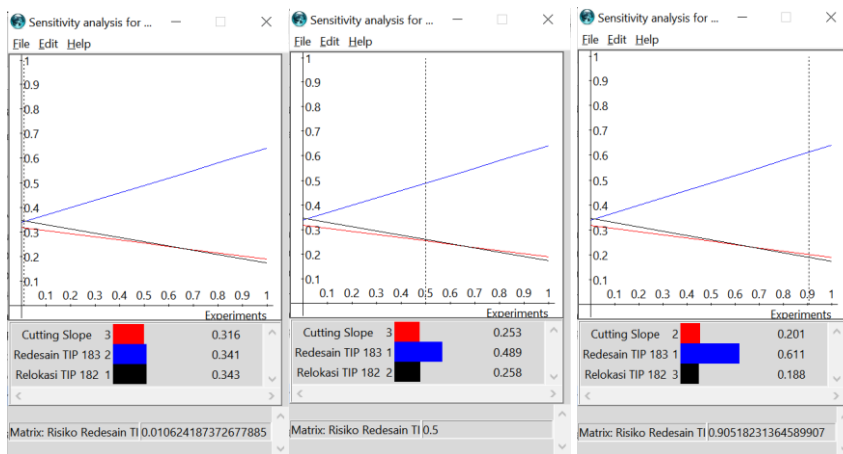 Sensitivity analysis for ...
File Edit Help
1
0.9
0.8
0.7
0.6
0.5
0.4
0.3
0.2
0.1
0.1 0.2 0.3 0.4 0.5 0.6 0.7 0.8 0.9 1
Experiments
Cutting Slope 3 0.316
Redesain TIP 183 2 0.341
Relokasi TIP 182 1 0.343
Matrix: Risiko Redesain TI 0.010624187372677885
Sensitivity analysis for ...
File Edit Help
1
0.9
0.8
0.7
0.6
0.5
0.4
0.3
0.2
0.1
0.1 0.2 0.3 0.4 0.5 0.6 0.7 0.8 0.9 1
Experiments
Cutting Slope 3 0.253
Redesain TIP 183 1 0.489
Relokasi TIP 182 2 0.258
Matrix: Risiko Redesain TI 0.5
Sensitivity analysis for ...
File Edit Help
1
0.9
0.8
0.7
0.6
0.5
0.4
0.3
0.2
0.1
0.1 0.2 0.3 0.4 0.5 0.6 0.7 0.8 0.9 1
Experiments
Cutting Slope 2 0.201
Redesain TIP 183 1 0.611
Relokasi TIP 182 3 0.188
Matrix: Risiko Redesain TI 0.90518231364589907